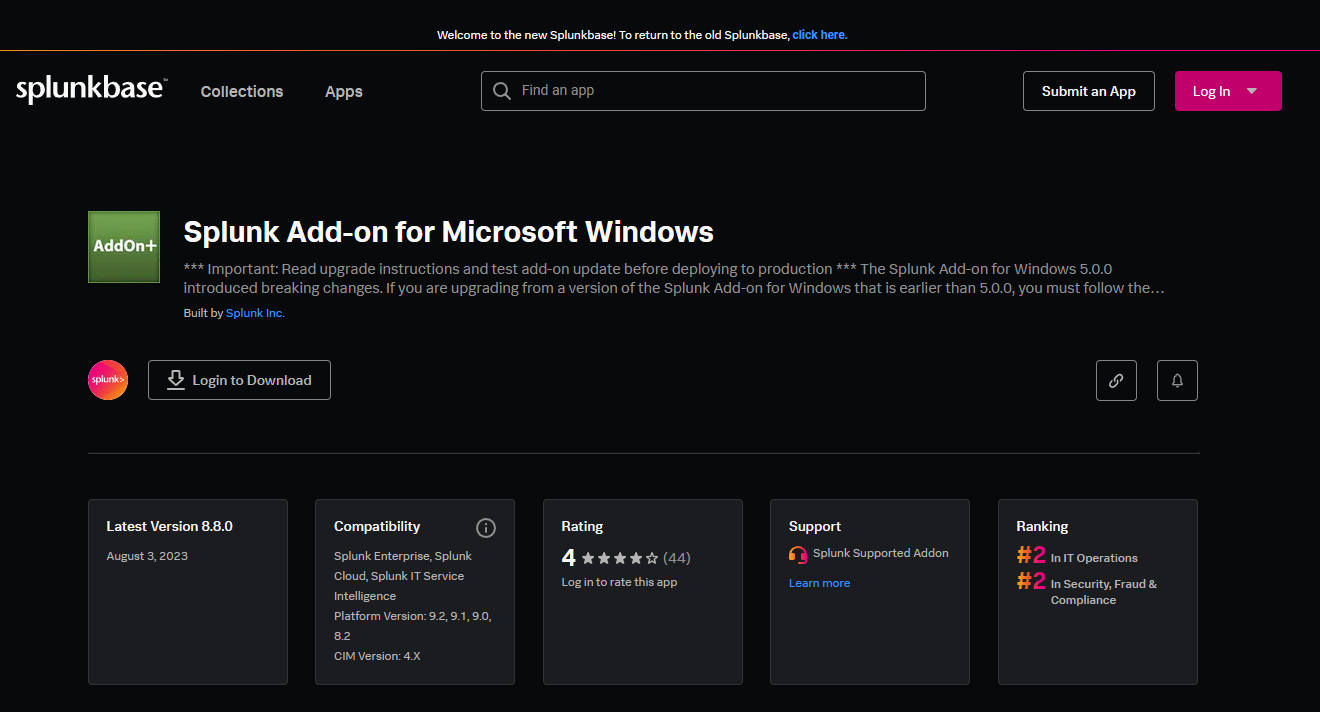 Welcome to the new Splunkbase! To return to the old Splunkbase, click here.
splunkbase™
Collections
Apps
Find an app
Submit an App
Log In
AddOn+
Splunk Add-on for Microsoft Windows
*** Important: Read upgrade instructions and test add-on update before deploying to production *** The Splunk Add-on for Windows 5.0.0
introduced breaking changes. If you are upgrading from a version of the Splunk Add-on for Windows that is earlier than 5.0.0, you must follow the…
Built by Splunk Inc.
splunk>
Login to Download
Latest Version 8.8.0
August 3, 2023
Compatibility
Splunk Enterprise, Splunk
Cloud, Splunk IT Service
Intelligence
Platform Version: 9.2, 9.1, 9.0,
8.2
CIM Version: 4.X
Rating
4 (44)
Log in to rate this app
Support
Splunk Supported Addon
Learn more
Ranking
#2 In IT Operations
#2 In Security, Fraud &
Compliance